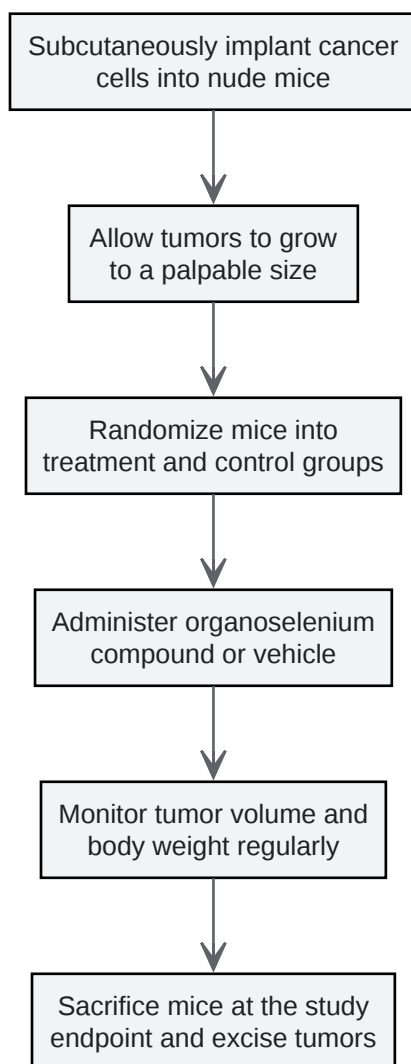 Subcutaneously implant cancer
cells into nude mice
Allow tumors to grow
to a palpable size
Randomize mice into
treatment and control groups
Administer organoselenium
compound or vehicle
Monitor tumor volume and
body weight regularly
Sacrifice mice at the study
endpoint and excise tumors